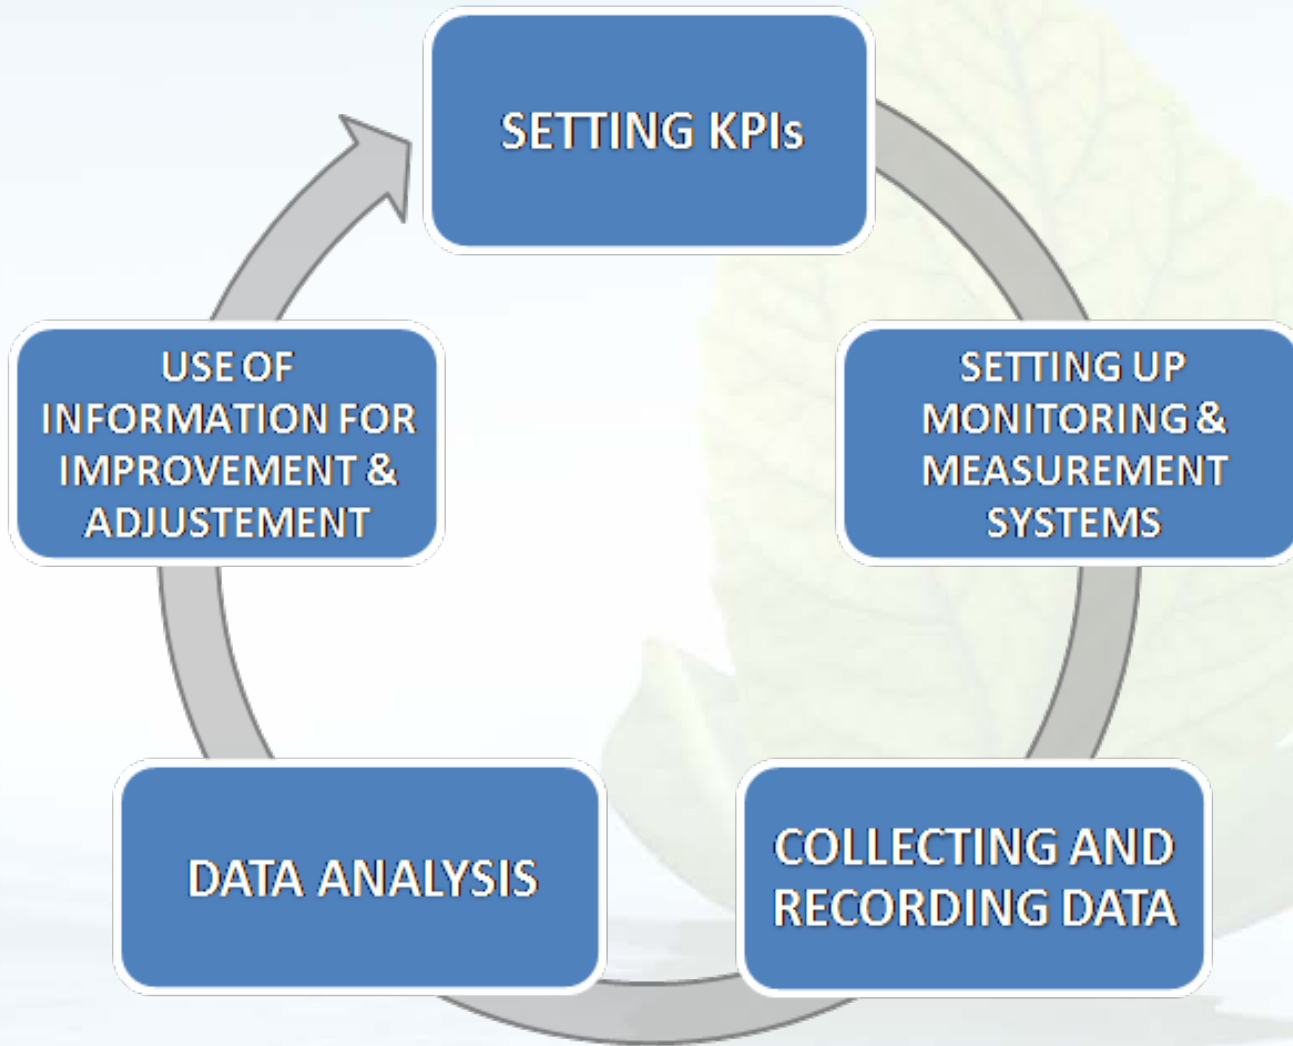 SETTING KPIs
SETTING UP
MONITORING &
MEASUREMENT
SYSTEMS
COLLECTING AND
RECORDING DATA
DATA ANALYSIS
USE OF
INFORMATION FOR
IMPROVEMENT &
ADJUSTEMENT